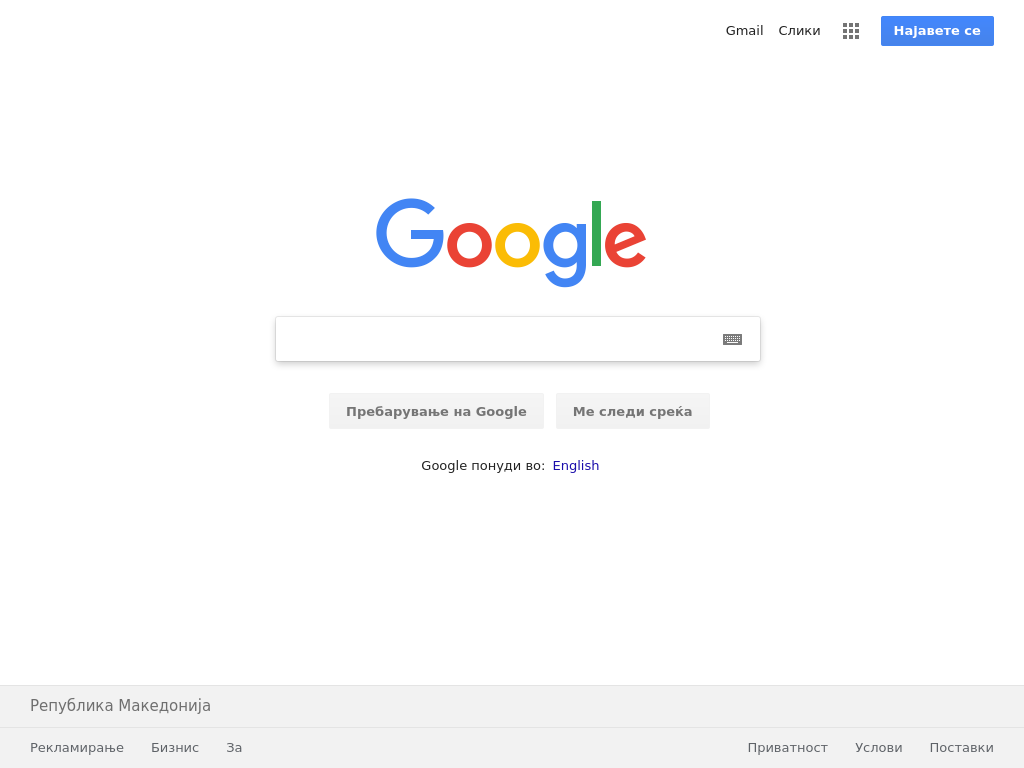 Gmail Слики Најавете се
Google
Пребарување на Google Ме следи среќа
Google понуди во: English
Република Македонија
Рекламирање Бизнис За Приватност Услови Поставки